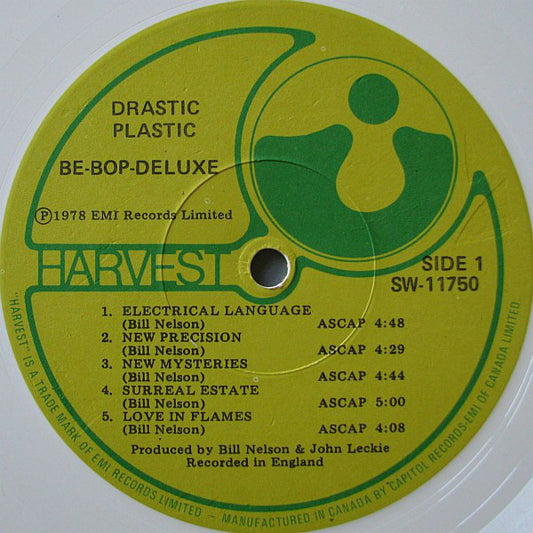 DRASTIC
PLASTIC
BE-BOP-DELUXE
Ⓟ1978 EMI Records Limited
HARVEST
SIDE 1
SW-11750
1. ELECTRICAL LANGUAGE
(Bill Nelson) ASCAP 4:48
2. NEW PRECISION
(Bill Nelson) ASCAP 4:29
3. NEW MYSTERIES
(Bill Nelson) ASCAP 4:44
4. SURREAL ESTATE
(Bill Nelson) ASCAP 5:00
5. LOVE IN FLAMES
(Bill Nelson) ASCAP 4:08
Produced by Bill Nelson & John Leckie
Recorded in England
"HARVEST" IS A TRADE MARK OF EMI RECORDS LIMITED – MANUFACTURED IN CANADA BY CAPITOL RECORDS-EMI OF CANADA LIMITED